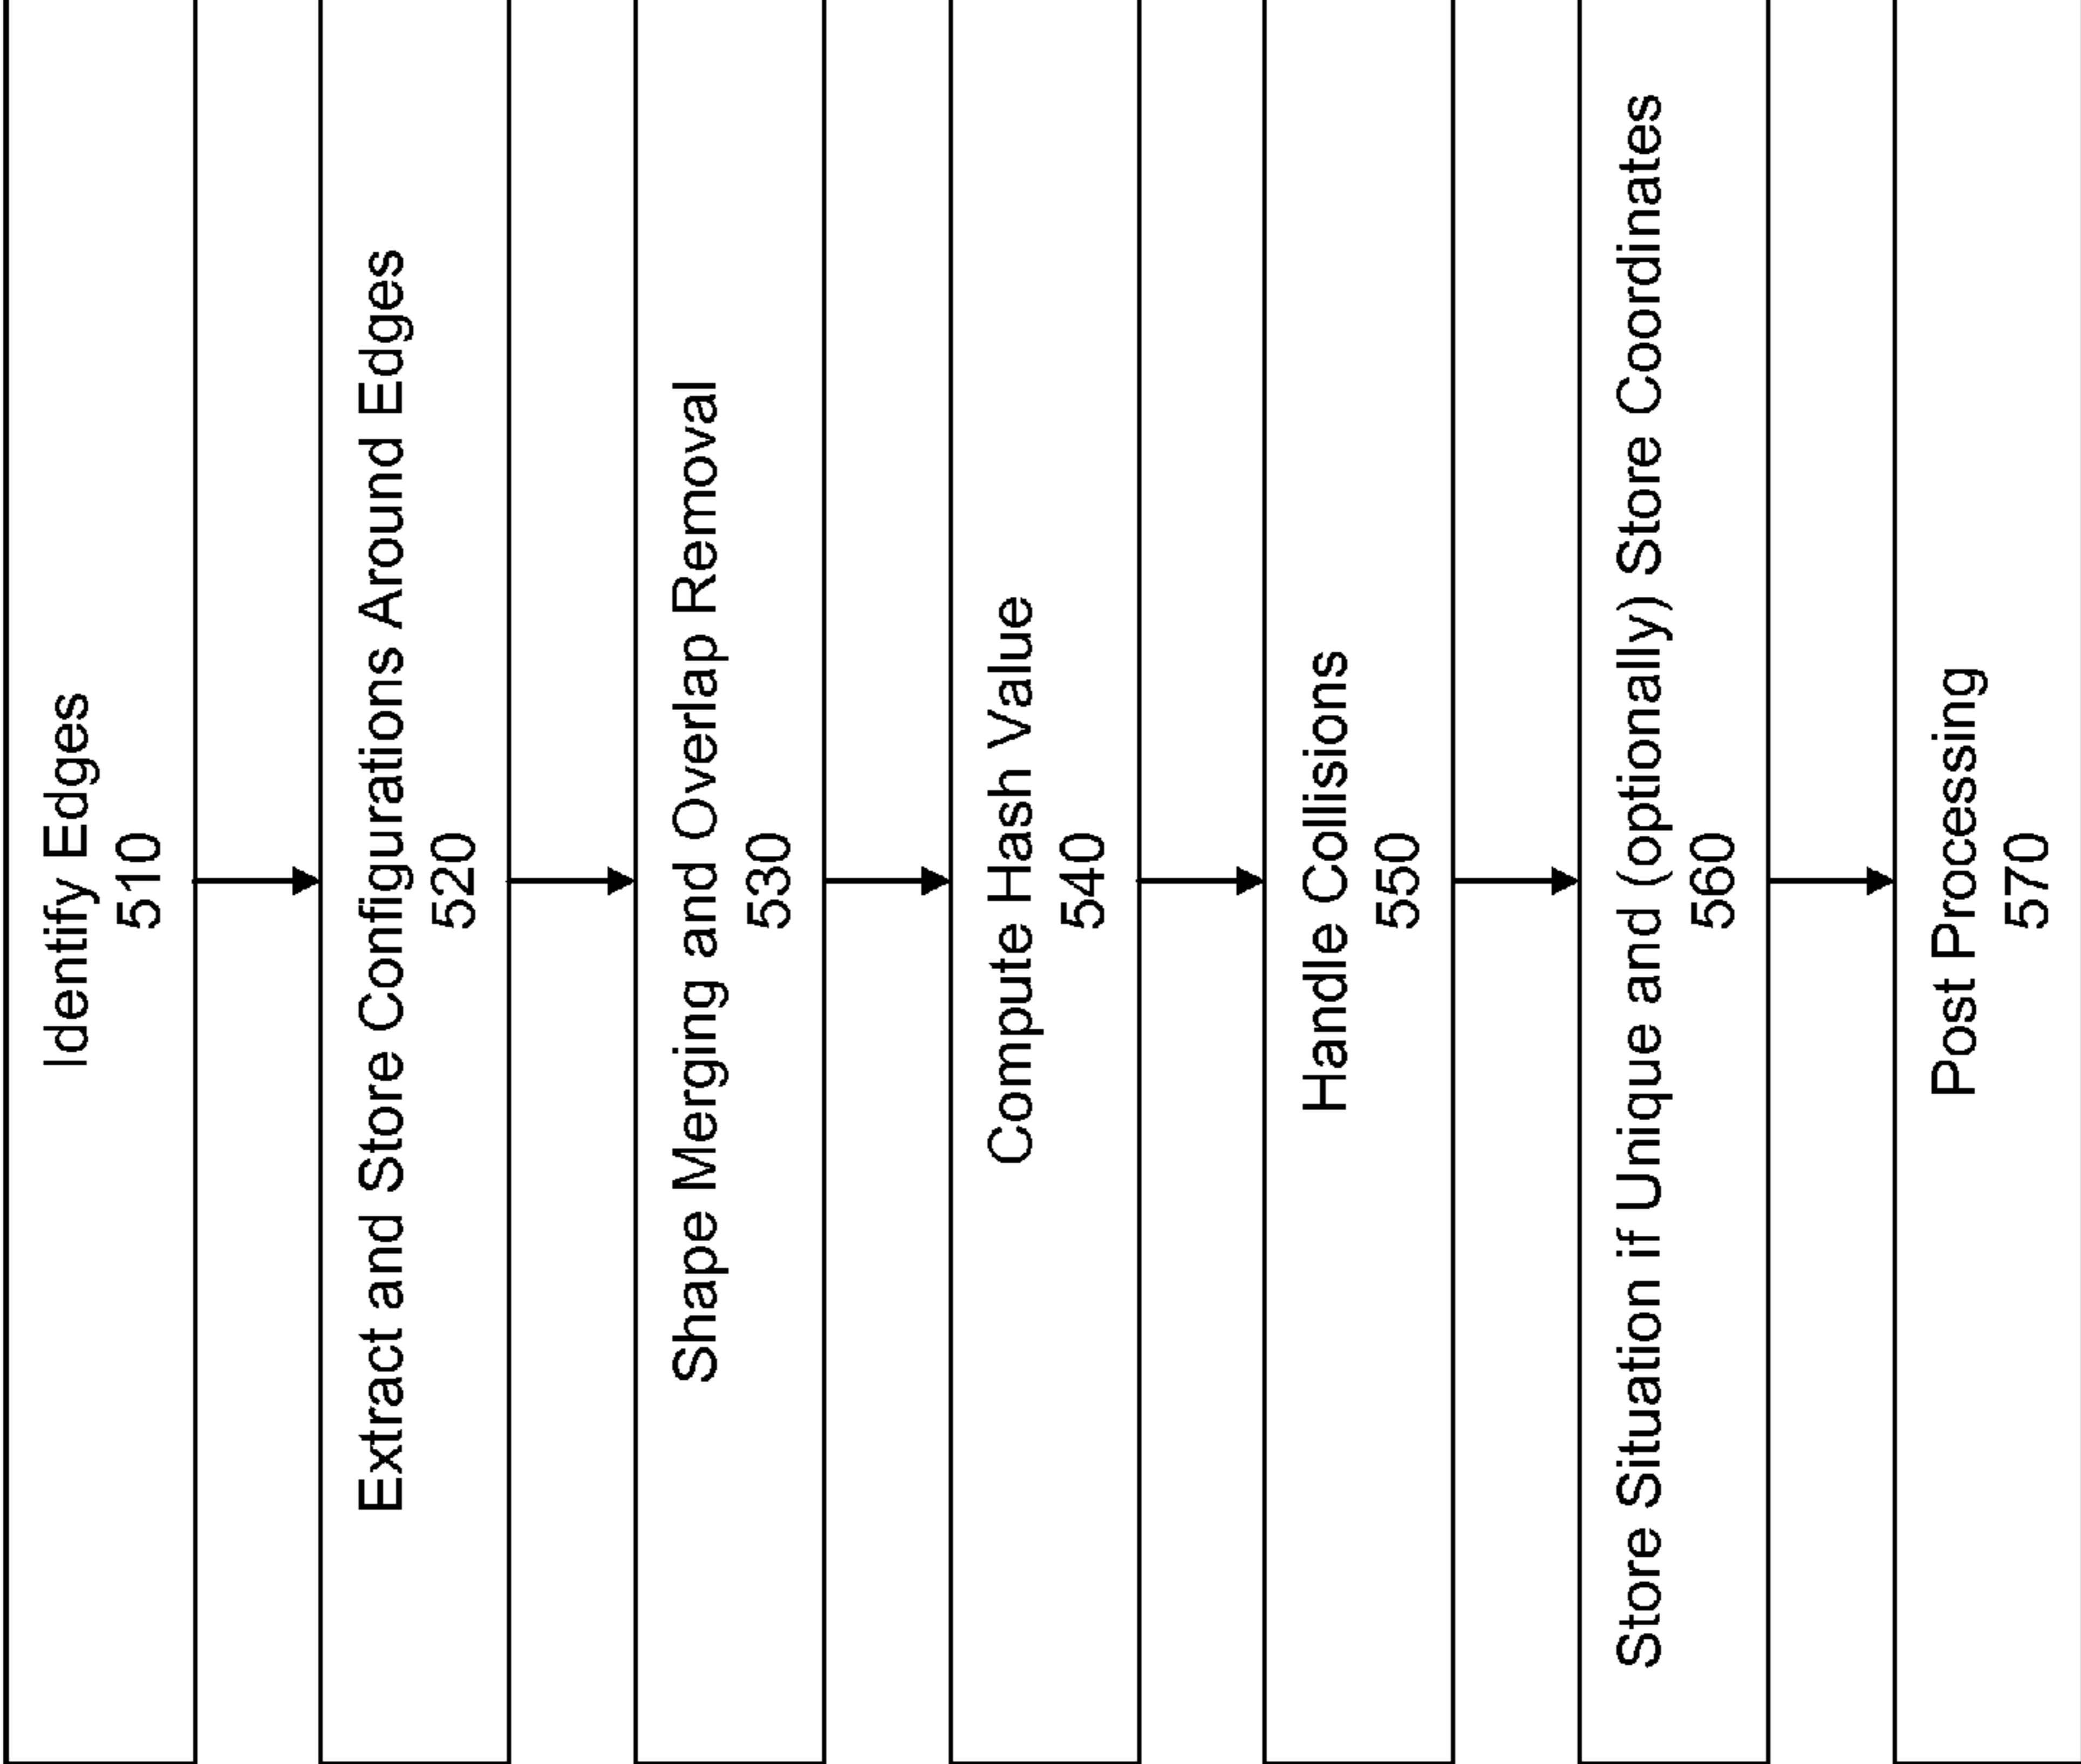 Identify Edges
510
Extract and Store Configurations Around Edges
520
Shape Merging and Overlap Removal
530
Compute Hash Value
540
Handle Collisions
550
Store Situation if Unique and (optionally) Store Coordinates
560
Post Processing
570